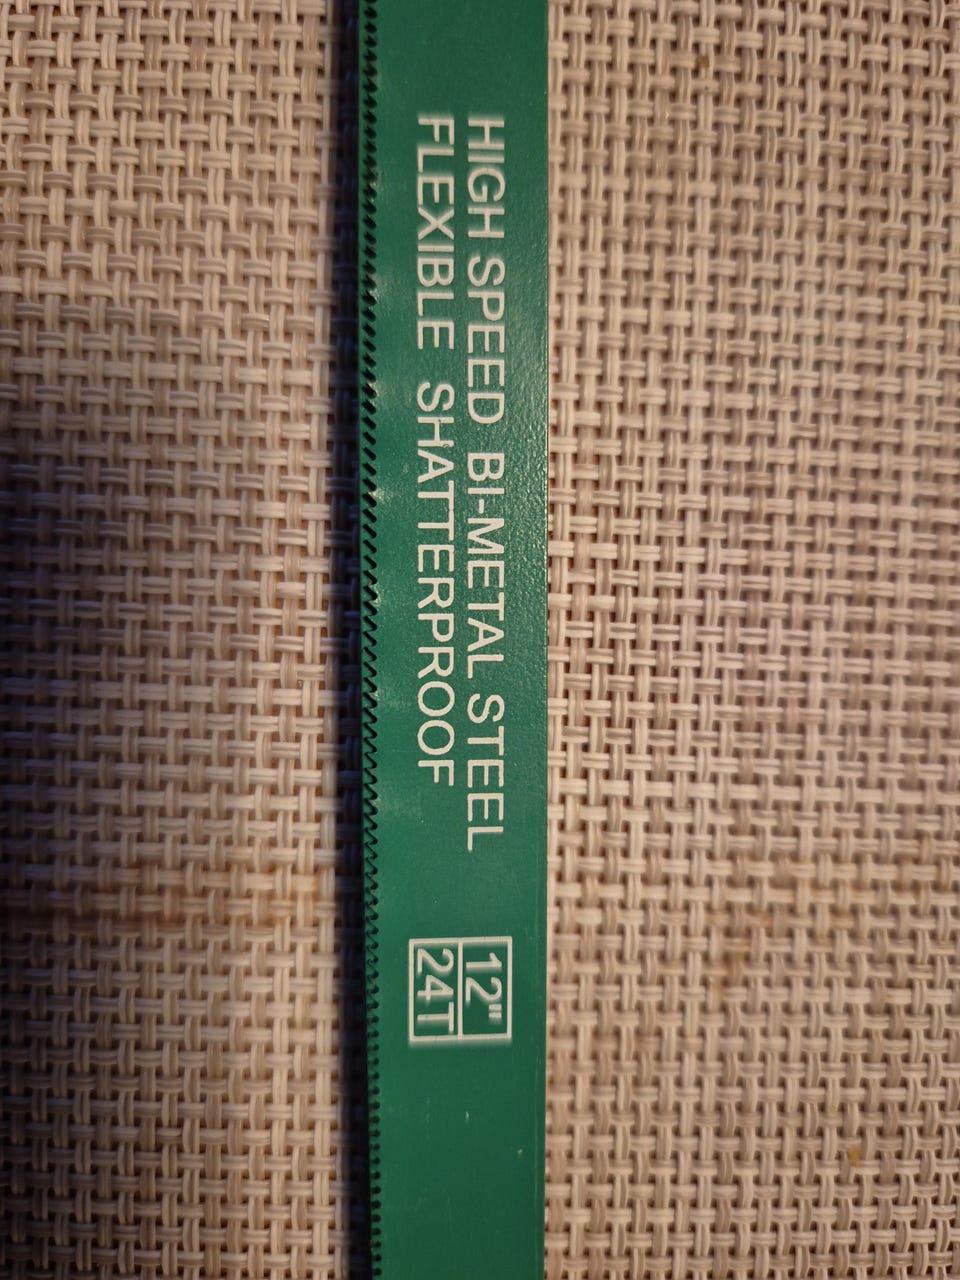 HIGH SPEED BI-METAL STEEL
FLEXIBLE SHATTERPROOF
12"
24T